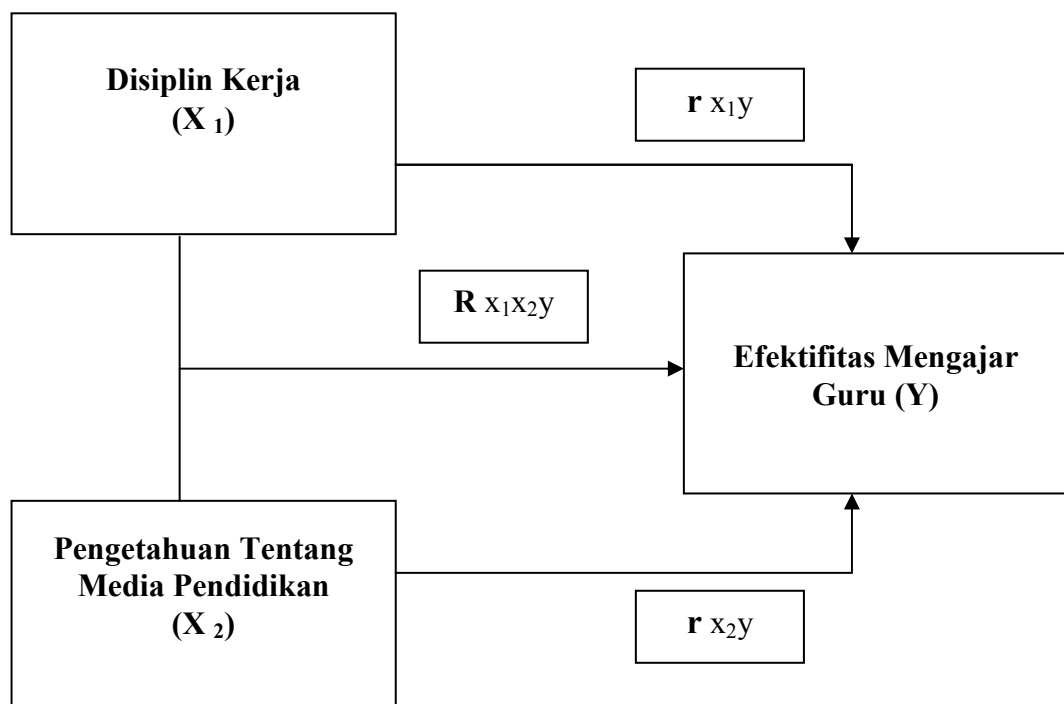 Disiplin Kerja
(X 1)
r x1y
R x1x2y
Efektifitas Mengajar
Guru (Y)
Pengetahuan Tentang
Media Pendidikan
(X 2)
r x2y